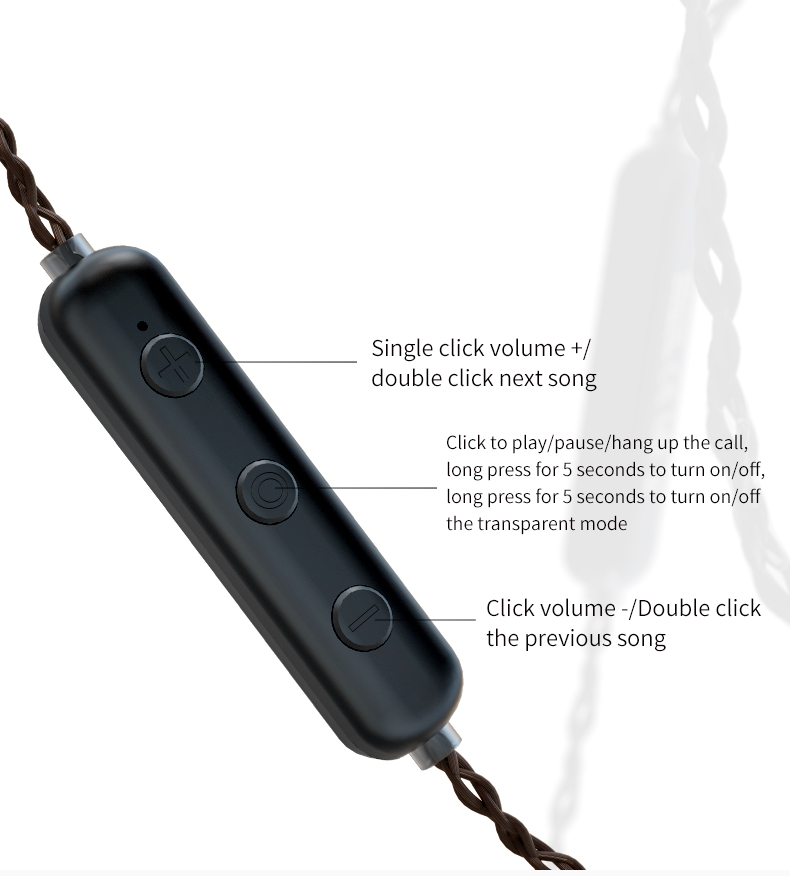 Single click volume +/
double click next song
Click to play/pause/hang up the call,
long press for 5 seconds to turn on/off,
long press for 5 seconds to turn on/off
the transparent mode
Click volume -/Double click
the previous song